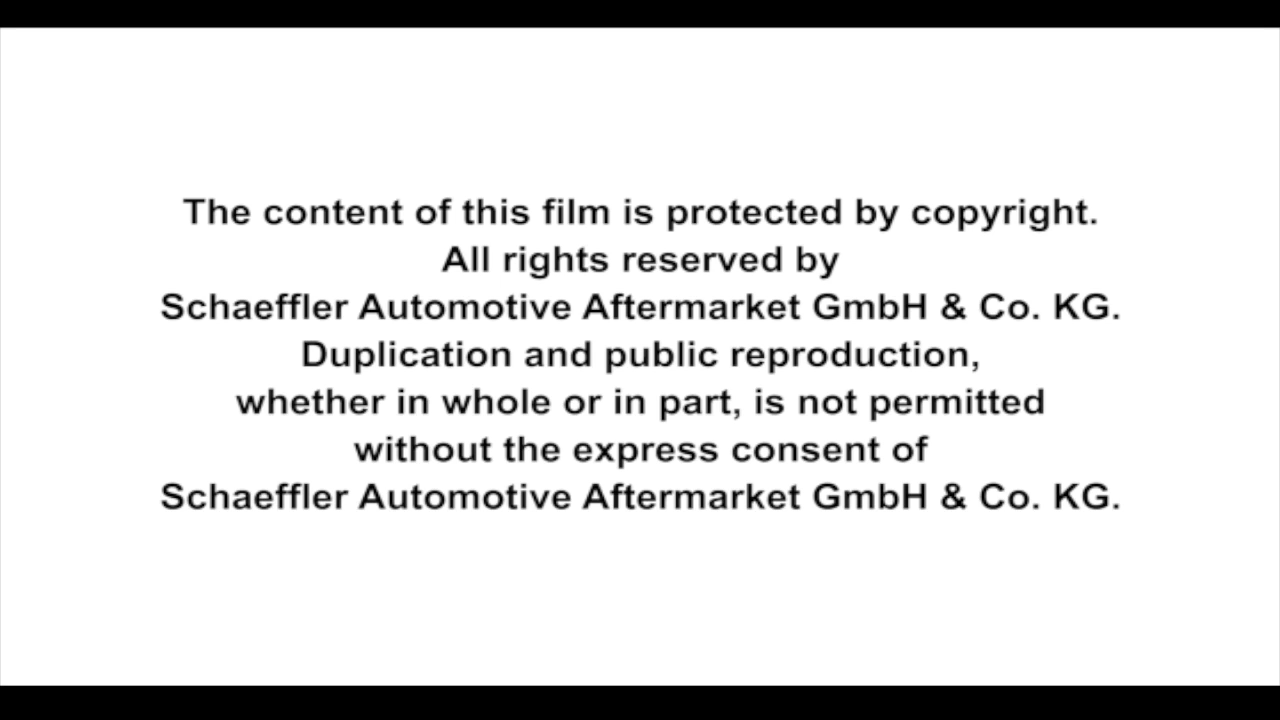 The content of this film is protected by copyright.
All rights reserved by
Schaeffler Automotive Aftermarket GmbH & Co. KG.
Duplication and public reproduction,
whether in whole or in part, is not permitted
without the express consent of
Schaeffler Automotive Aftermarket GmbH & Co. KG.